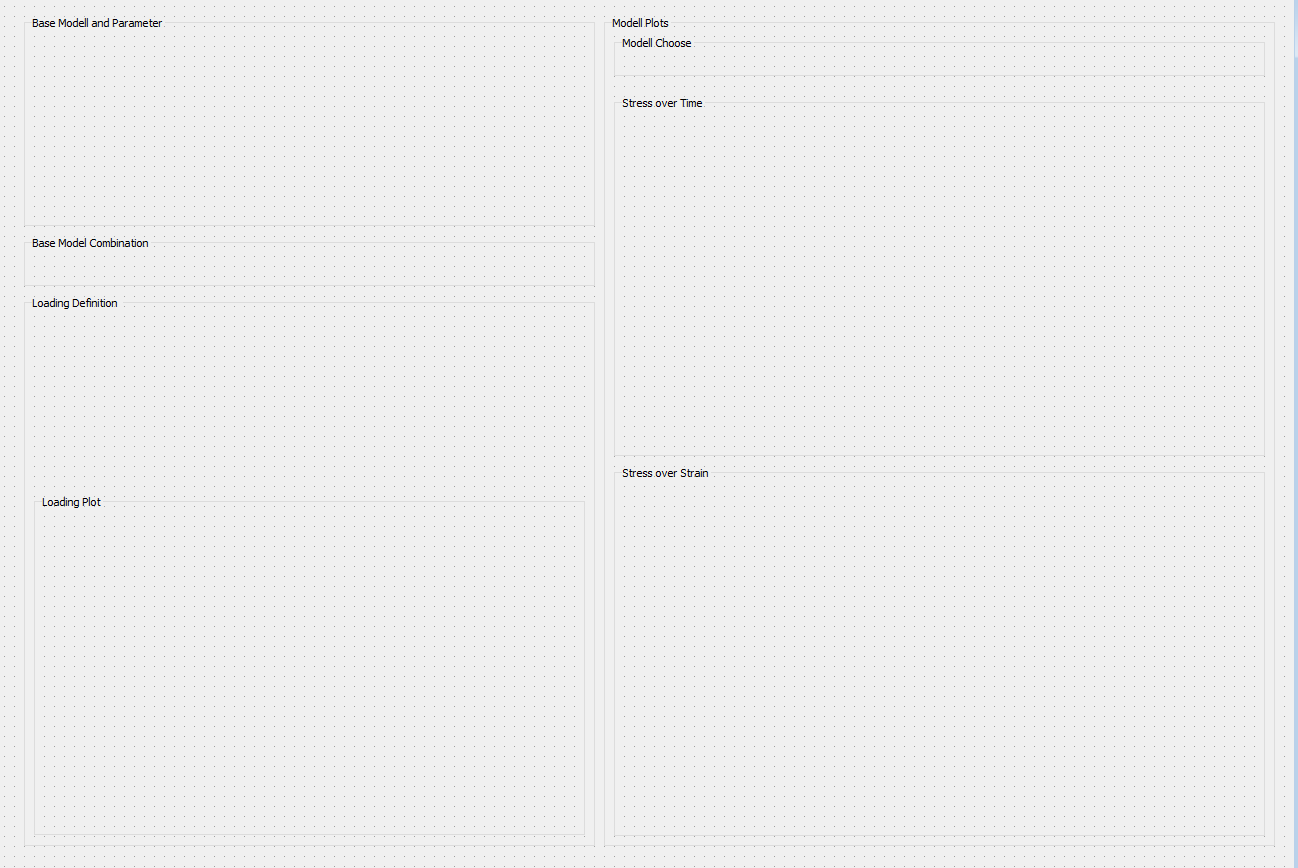 Base Modell and Parameter
Base Model Combination
Loading Definition
Loading Plot
Modell Plots
Modell Choose
Stress over Time
Stress over Strain